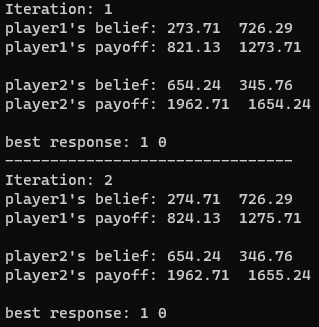 Iteration: 1
player1's belief: 273.71  726.29
player1's payoff: 821.13  1273.71
player2's belief: 654.24  345.76
player2's payoff: 1962.71  1654.24
best response: 1 0
--------------------------------
Iteration: 2
player1's belief: 274.71  726.29
player1's payoff: 824.13  1275.71
player2's belief: 654.24  346.76
player2's payoff: 1962.71  1655.24
best response: 1 0